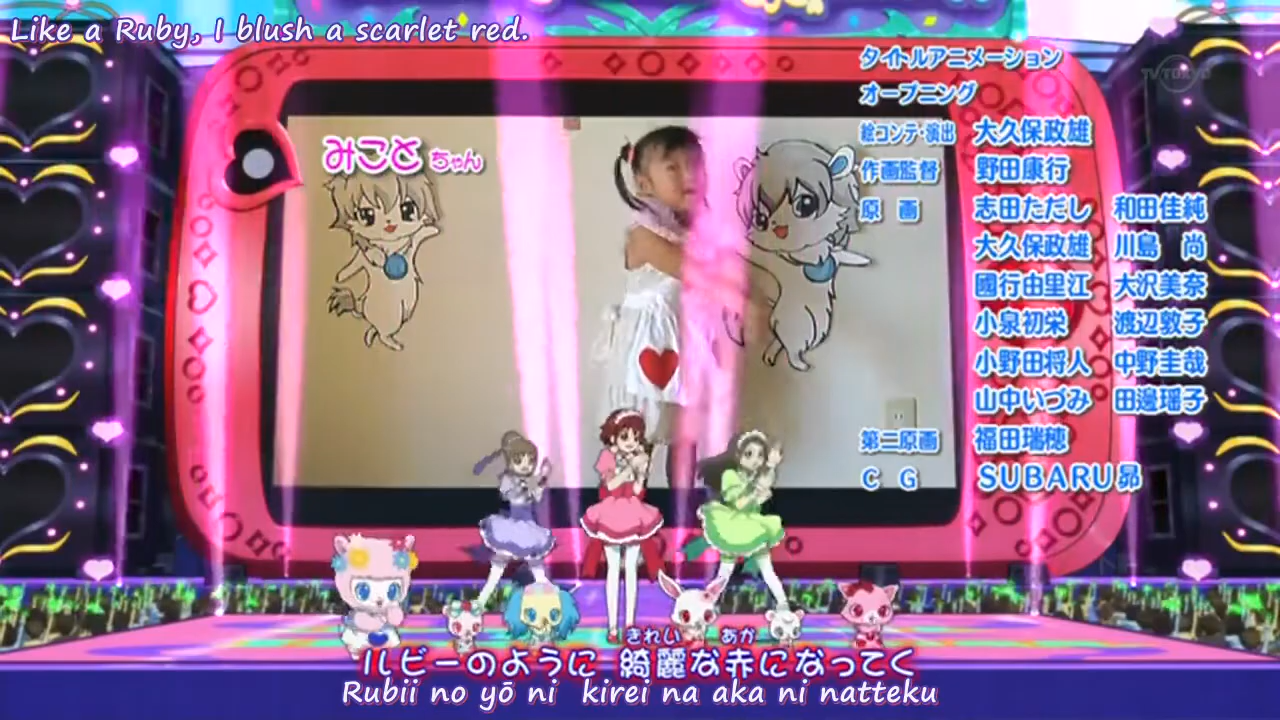 Like a Ruby, I blush a scarlet red.
TV TOKYO
みこと ちゃん
タイトルアニメーション
オープニング
絵コンテ・演出 大久保政雄
作画監督 野田康行
原 画 志田ただし 和田佳純
大久保政雄 川島 尚
國行由里江 大沢美奈
小泉初栄 渡辺敦子
小野田将人 中野圭哉
山中いづみ 田邊瑶子
第二原画 福田瑞穂
C G SUBARU昴
きれい あか
ルビーのように 綺麗な赤になってく
Rubii no yō ni kirei na aka ni natteku